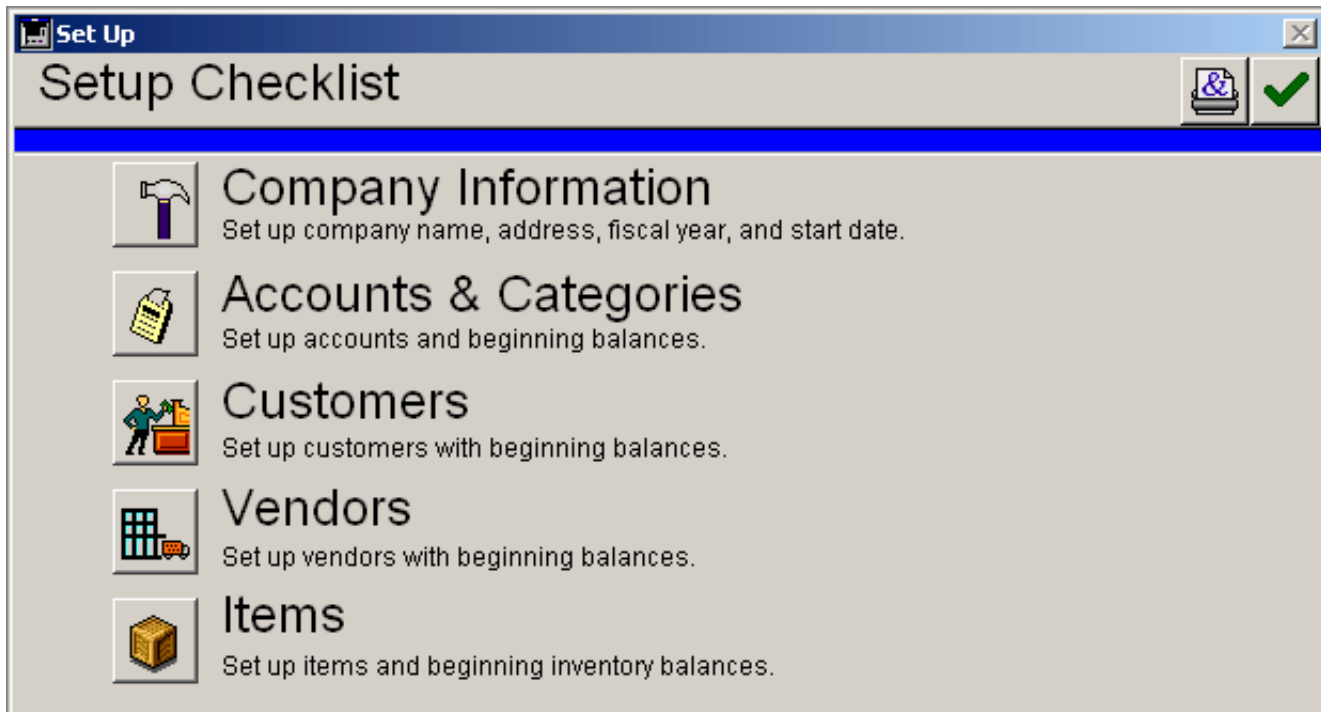 Set Up
Setup Checklist
&
Company Information
Set up company name, address, fiscal year, and start date.
Accounts & Categories
Set up accounts and beginning balances.
Customers
Set up customers with beginning balances.
Vendors
Set up vendors with beginning balances.
Items
Set up items and beginning inventory balances.